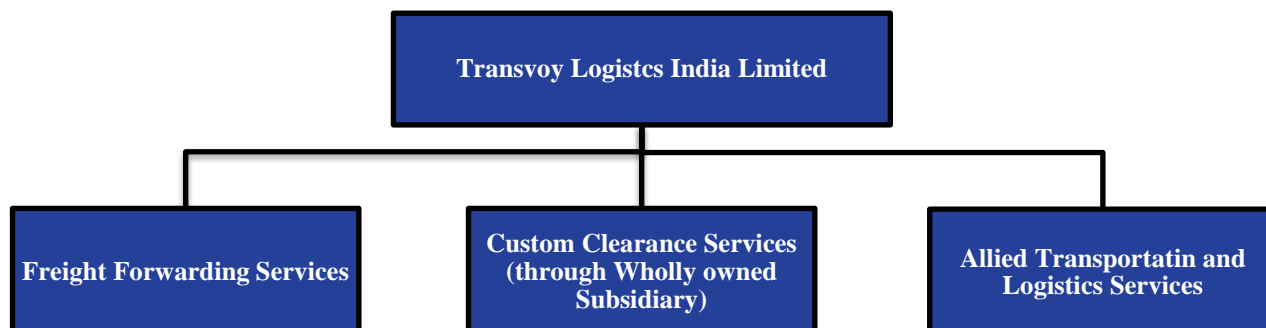 Transvoy Logistcs India Limited
Freight Forwarding Services
Custom Clearance Services
(through Wholly owned
Subsidiary)
Allied Transportatin and
Logistics Services